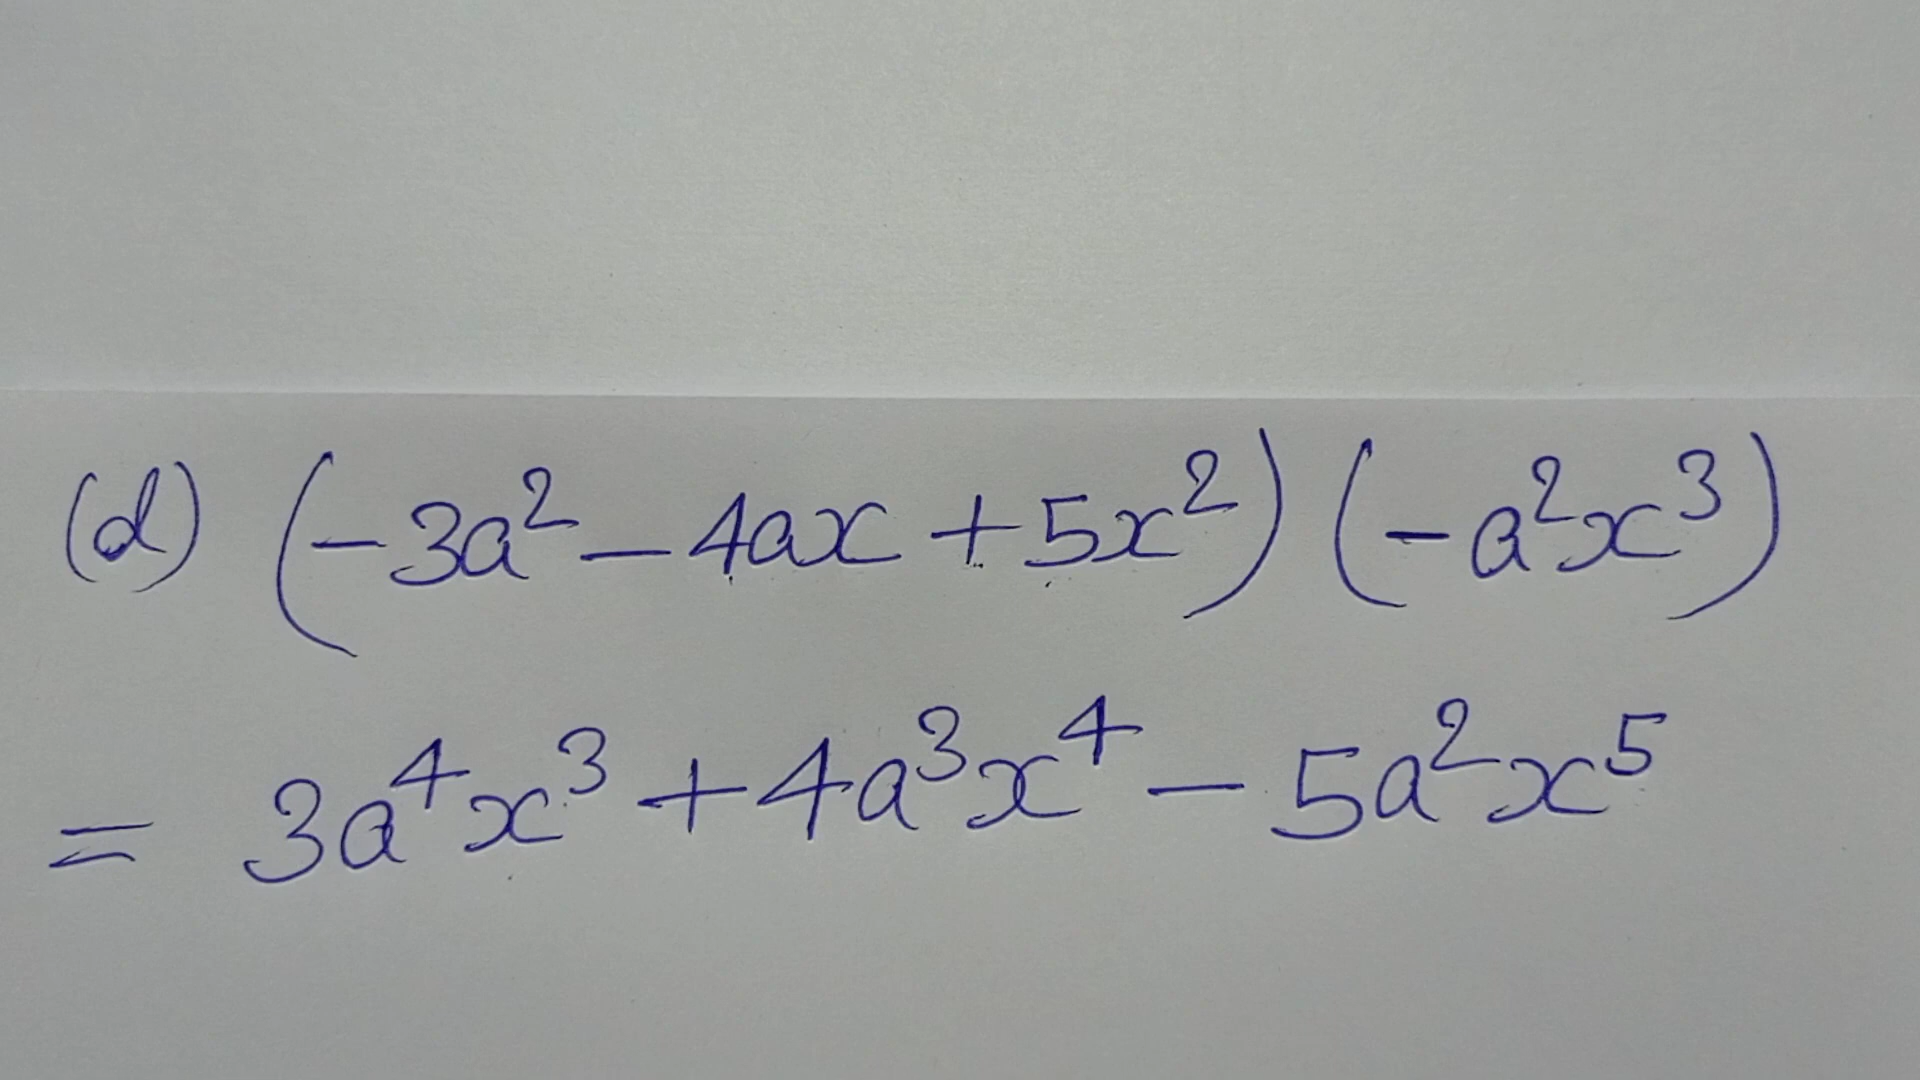 (d) (-3a² - 4ax + 5x²) (-a²x³)
= 3a⁴x³ + 4a³x⁴ - 5a²x⁵